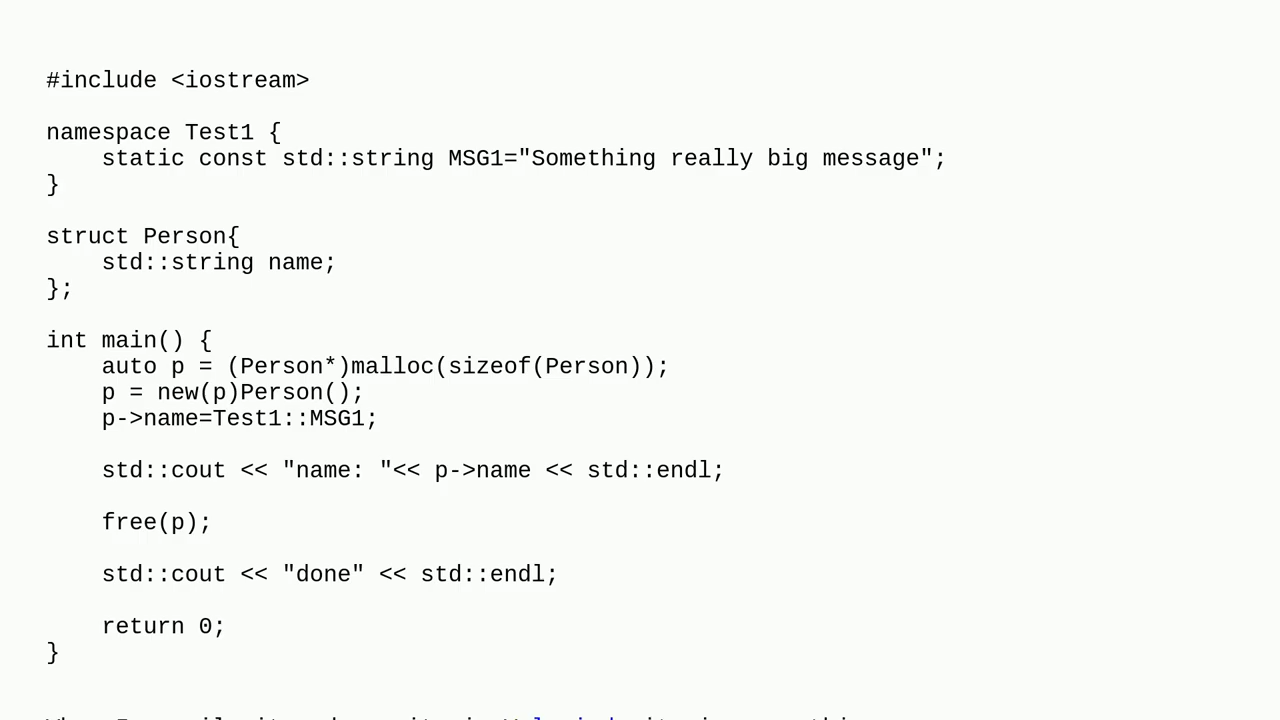 #include <iostream>
namespace Test1 {
    static const std::string MSG1="Something really big message";
}
struct Person{
    std::string name;
};
int main() {
    auto p = (Person*)malloc(sizeof(Person));
    p = new(p)Person();
    p->name=Test1::MSG1;
    std::cout << "name: "<< p->name << std::endl;
    free(p);
    std::cout << "done" << std::endl;
    return 0;
}